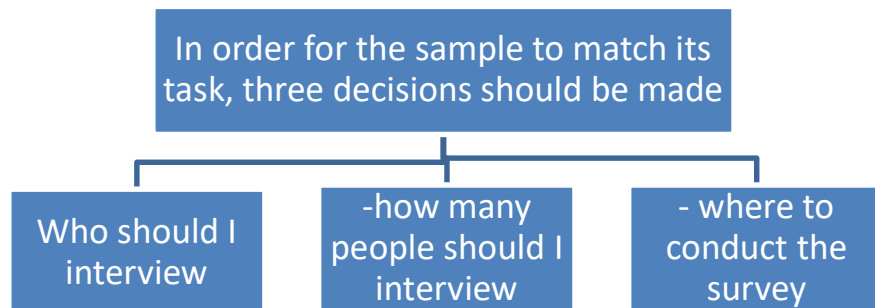 In order for the sample to match its
task, three decisions should be made
Who should I
interview
-how many
people should I
interview
- where to
conduct the
survey